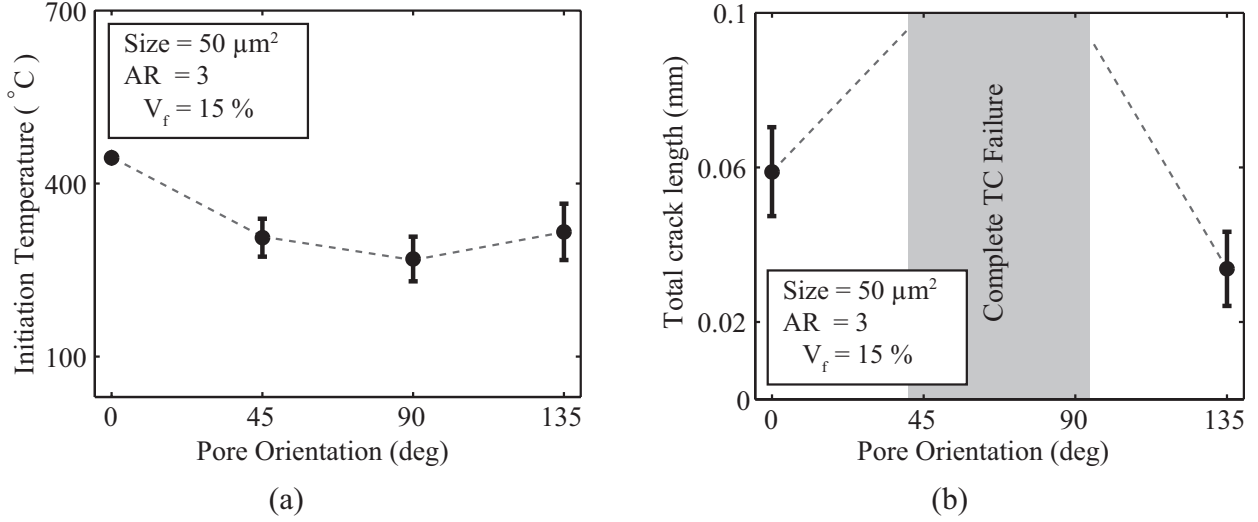 700
400
100
Initiation Temperature (°C)
Size = 50 µm²
AR = 3
V_f = 15 %
0 45 90 135
Pore Orientation (deg)
(a)
0.1
0.06
0.02
0
Total crack length (mm)
Complete TC Failure
Size = 50 µm²
AR = 3
V_f = 15 %
0 45 90 135
Pore Orientation (deg)
(b)